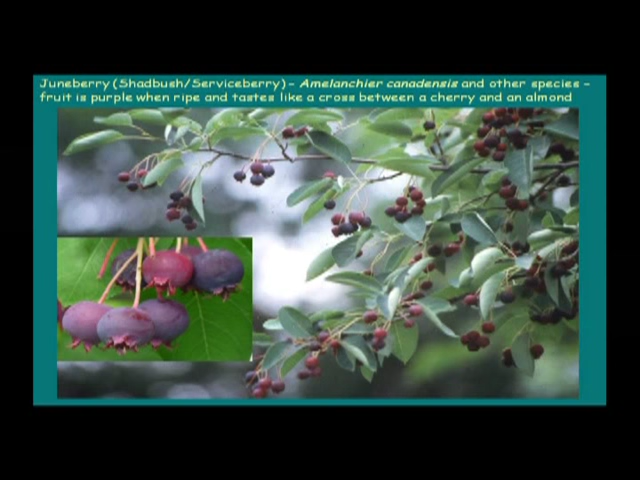 Juneberry (Shadbush/Serviceberry) – Amelanchier canadensis and other species –
fruit is purple when ripe and tastes like a cross between a cherry and an almond